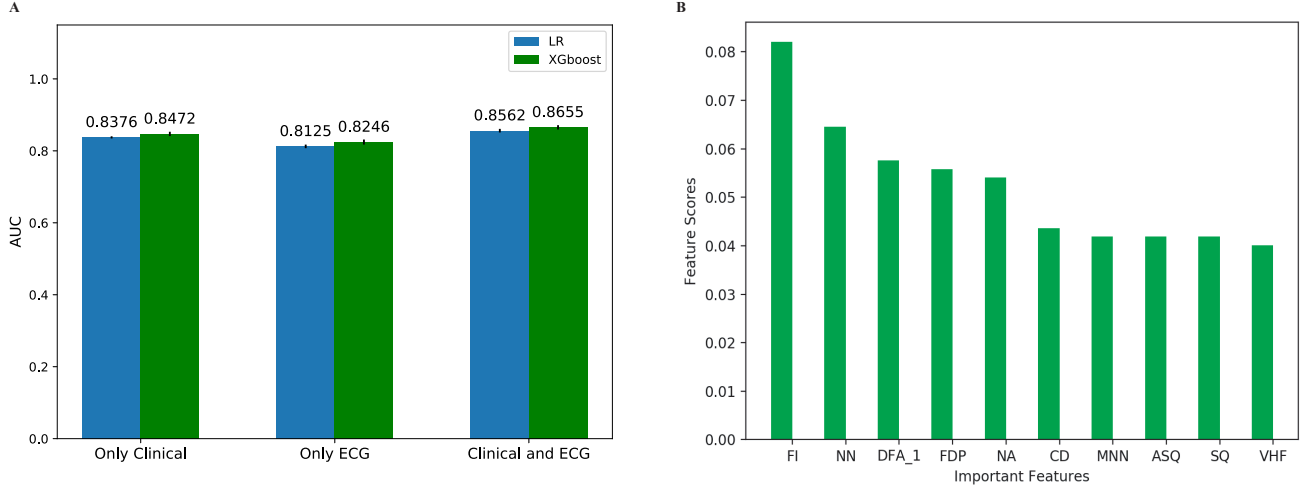 A
LR
XGboost
1.0
0.8
0.6
0.4
0.2
0.0
AUC
0.8376
0.8472
0.8125
0.8246
0.8562
0.8655
Only Clinical
Only ECG
Clinical and ECG
B
0.08
0.07
0.06
0.05
0.04
0.03
0.02
0.01
0.00
Feature Scores
FI NN DFA_1 FDP NA CD MNN ASQ SQ VHF
Important Features